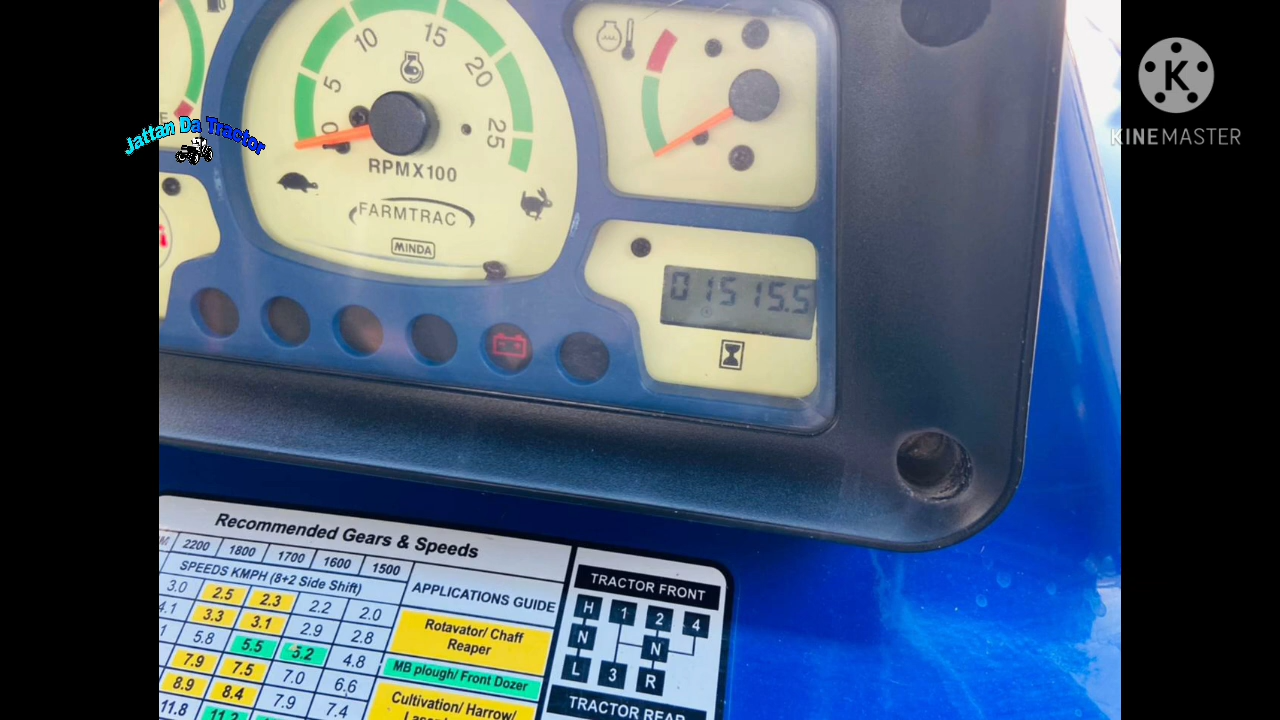 Jattan Da Tractor
KINEMASTER
0 5 10 15 20 25
RPMX100
FARMTRAC
MINDA
01515.5
Recommended Gears & Speeds
2200 1800 1700 1600 1500
SPEEDS KMPH (8+2 Side Shift)
APPLICATIONS GUIDE
3.0 2.5 2.3 2.2 2.0
4.1 3.3 3.1 2.9 2.8
5.8 5.5 5.2 4.8
7.9 7.5 7.0 6.6
8.9 8.4 7.9 7.4
11.8 11.2
Rotavator/ Chaff
Reaper
MB plough/ Front Dozer
Cultivation/ Harrow/
TRACTOR FRONT
H 1 2 4
N N
L 3 R
TRACTOR REAR